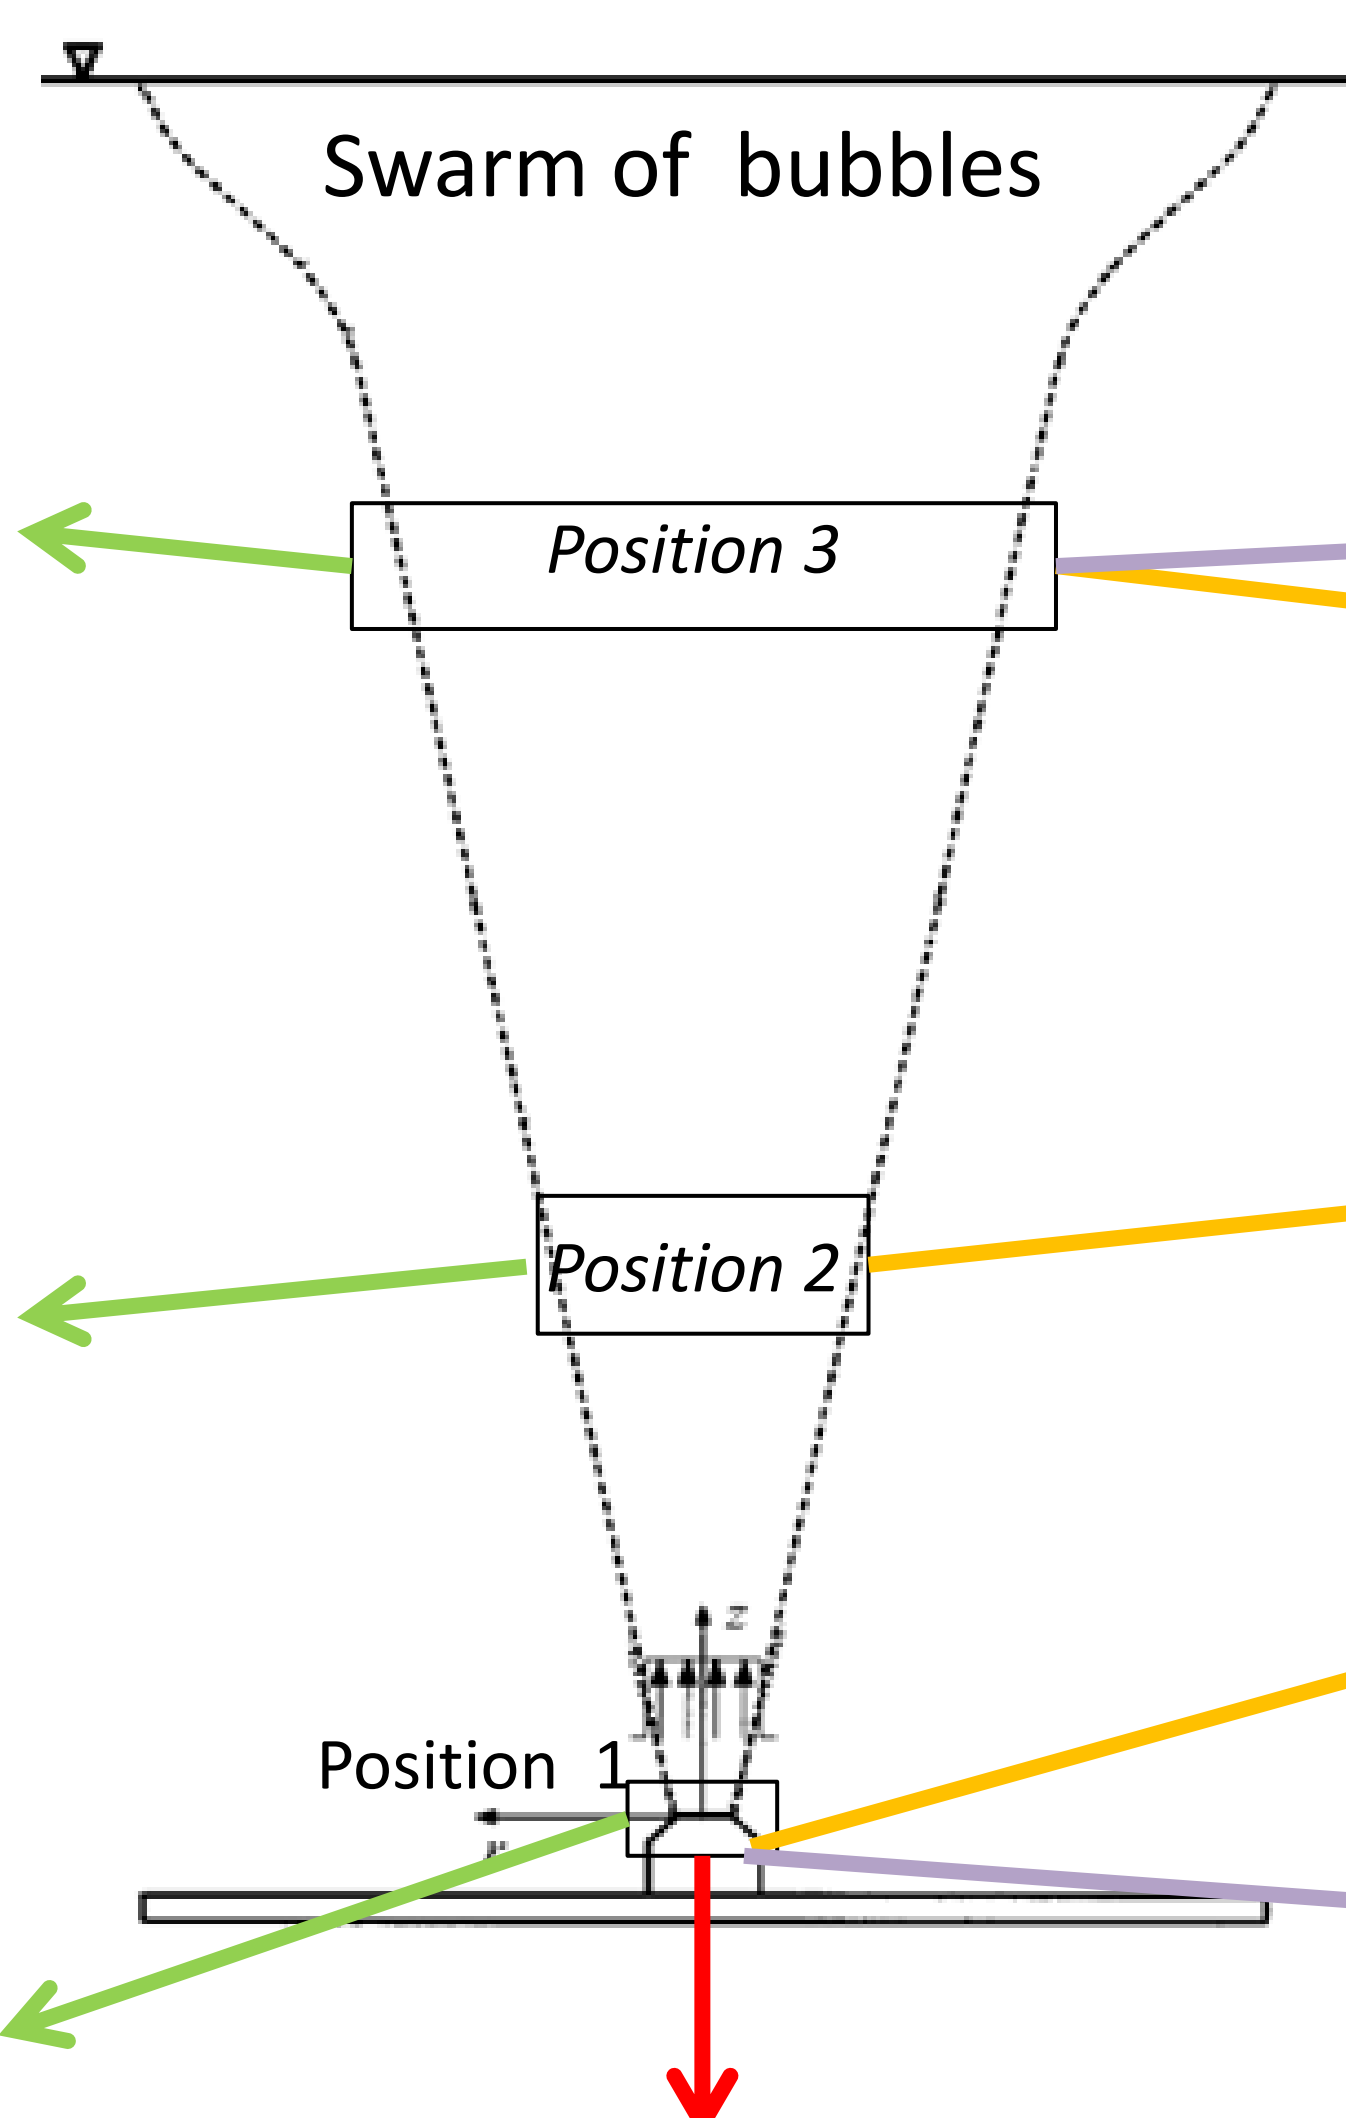 Swarm of bubbles
Position 3
Position 2
z
Position 1
r